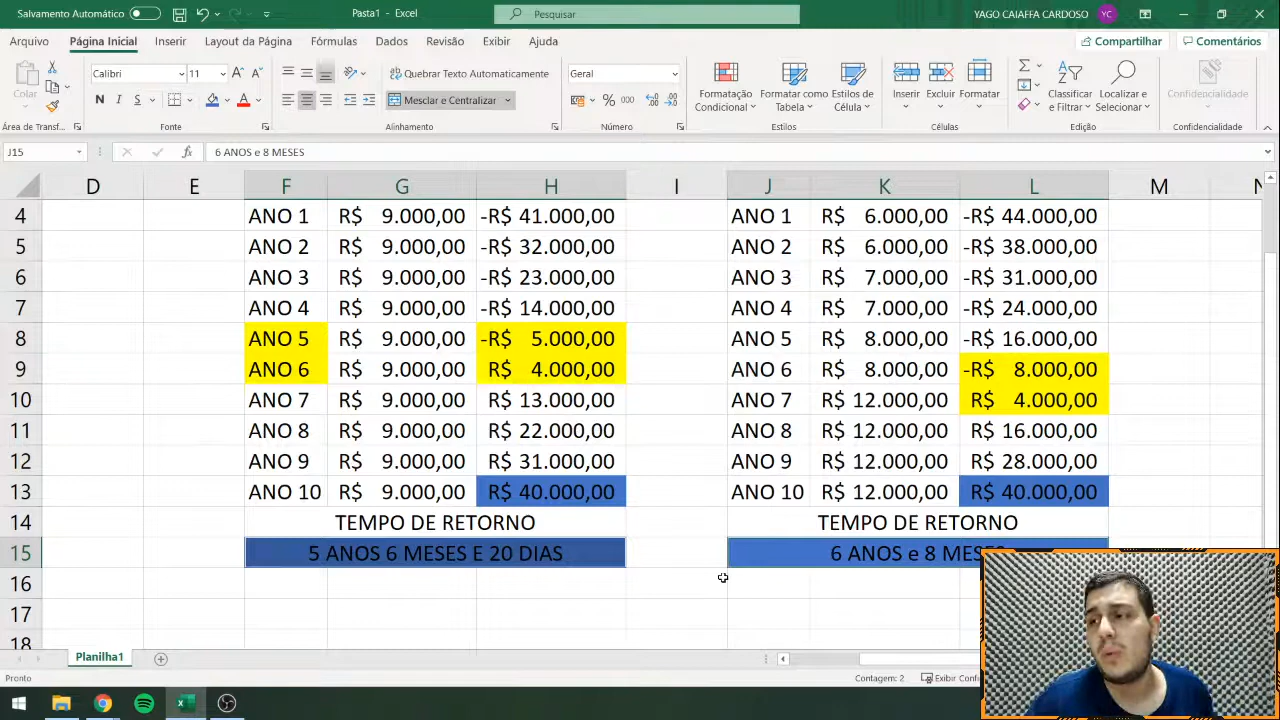 Salvamento Automático
Pasta1 - Excel
Pesquisar
YAGO CAIAFFA CARDOSO YC
Arquivo Página Inicial Inserir Layout da Página Fórmulas Dados Revisão Exibir Ajuda Compartilhar Comentários
Colar
Calibri 11
N I S
Quebrar Texto Automaticamente
Mesclar e Centralizar
Geral
% 000
Formatação Condicional
Formatar como Tabela
Estilos de Célula
Inserir Excluir Formatar
Classificar e Filtrar
Localizar e Selecionar
Confidencialidade
Área de Transf... Fonte Alinhamento Número Estilos Células Edição Confidencialidade
J15 fx 6 ANOS e 8 MESES
D E F G H I J K L M N
4 ANO 1 R$ 9.000,00 -R$ 41.000,00 ANO 1 R$ 6.000,00 -R$ 44.000,00
5 ANO 2 R$ 9.000,00 -R$ 32.000,00 ANO 2 R$ 6.000,00 -R$ 38.000,00
6 ANO 3 R$ 9.000,00 -R$ 23.000,00 ANO 3 R$ 7.000,00 -R$ 31.000,00
7 ANO 4 R$ 9.000,00 -R$ 14.000,00 ANO 4 R$ 7.000,00 -R$ 24.000,00
8 ANO 5 R$ 9.000,00 -R$ 5.000,00 ANO 5 R$ 8.000,00 -R$ 16.000,00
9 ANO 6 R$ 9.000,00 R$ 4.000,00 ANO 6 R$ 8.000,00 -R$ 8.000,00
10 ANO 7 R$ 9.000,00 R$ 13.000,00 ANO 7 R$ 12.000,00 R$ 4.000,00
11 ANO 8 R$ 9.000,00 R$ 22.000,00 ANO 8 R$ 12.000,00 R$ 16.000,00
12 ANO 9 R$ 9.000,00 R$ 31.000,00 ANO 9 R$ 12.000,00 R$ 28.000,00
13 ANO 10 R$ 9.000,00 R$ 40.000,00 ANO 10 R$ 12.000,00 R$ 40.000,00
14 TEMPO DE RETORNO TEMPO DE RETORNO
15 5 ANOS 6 MESES E 20 DIAS 6 ANOS e 8 MESES
16
17
18
Planilha1
Pronto
Contagem: 2
Exibir Confi